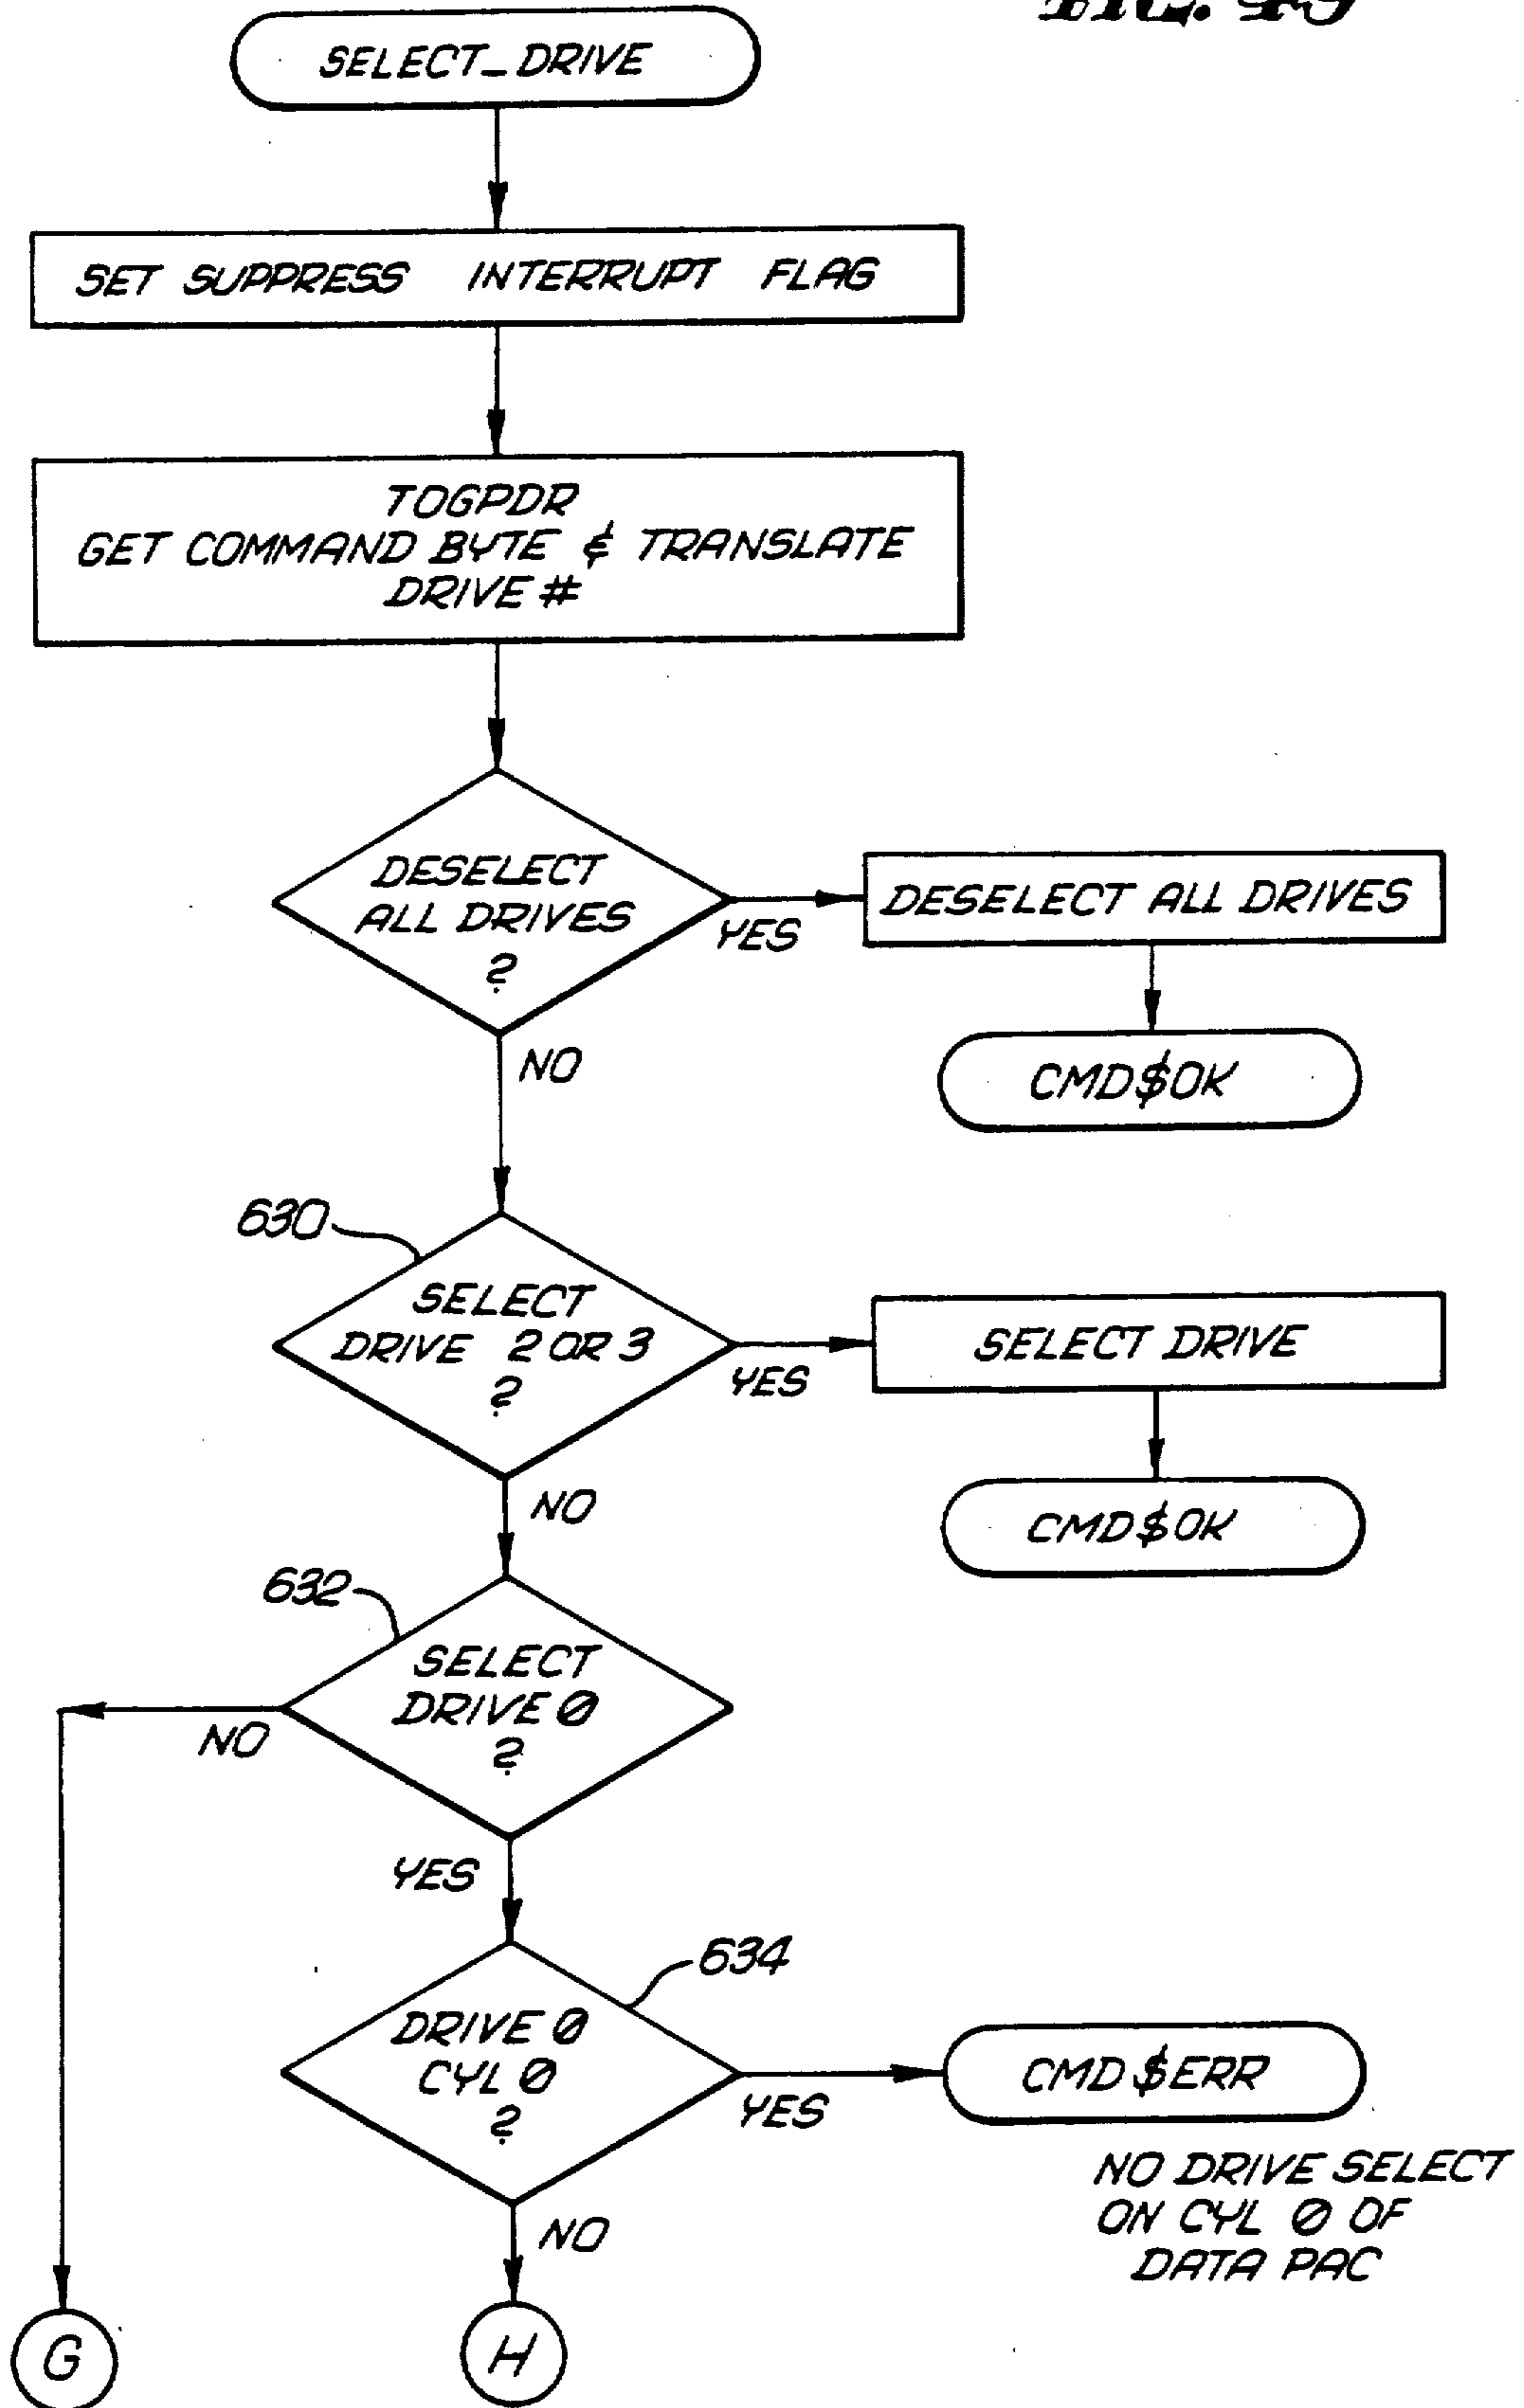 SELECT_DRIVE
SET SUPPRESS INTERRUPT FLAG
TOGPDR
GET COMMAND BYTE & TRANSLATE
DRIVE #
DESELECT
ALL DRIVES
?
YES
DESELECT ALL DRIVES
CMD$OK
NO
630
SELECT
DRIVE 2 OR 3
?
YES
SELECT DRIVE
CMD$OK
NO
632
SELECT
DRIVE Ø
?
NO
YES
634
DRIVE Ø
CYL Ø
?
YES
CMD $ERR
NO DRIVE SELECT
ON CYL Ø OF
DATA PAC
NO
G
H